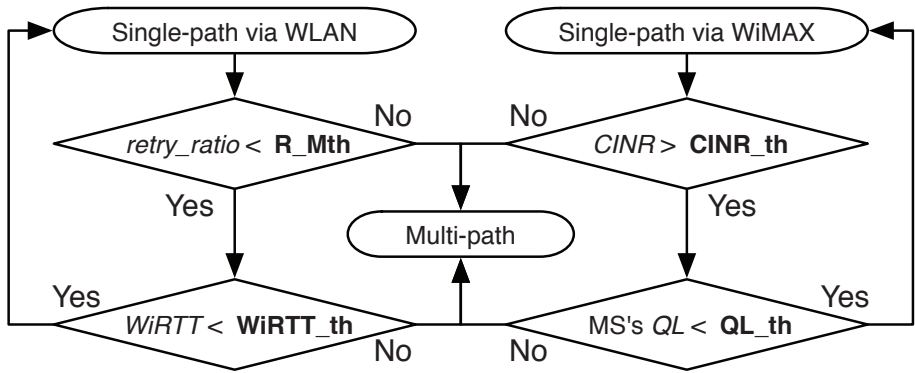 Single-path via WLAN
Single-path via WiMAX
No
No
retry_ratio < R_Mth
CINR > CINR_th
Yes
Yes
Multi-path
Yes
Yes
WiRTT < WiRTT_th
MS's QL < QL_th
No
No